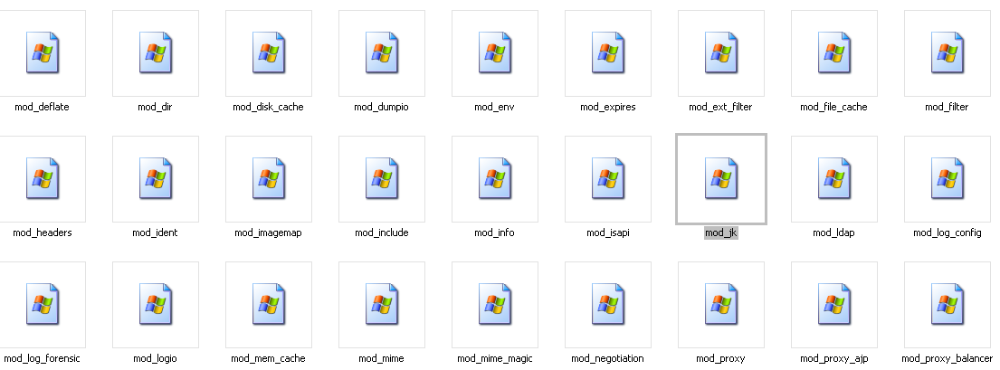 mod_deflate mod_dir mod_disk_cache mod_dumpio mod_env mod_expires mod_ext_filter mod_file_cache mod_filter
mod_headers mod_ident mod_imagemap mod_include mod_info mod_isapi mod_jk mod_ldap mod_log_config
mod_log_forensic mod_logio mod_mem_cache mod_mime mod_mime_magic mod_negotiation mod_proxy mod_proxy_ajp mod_proxy_balancer